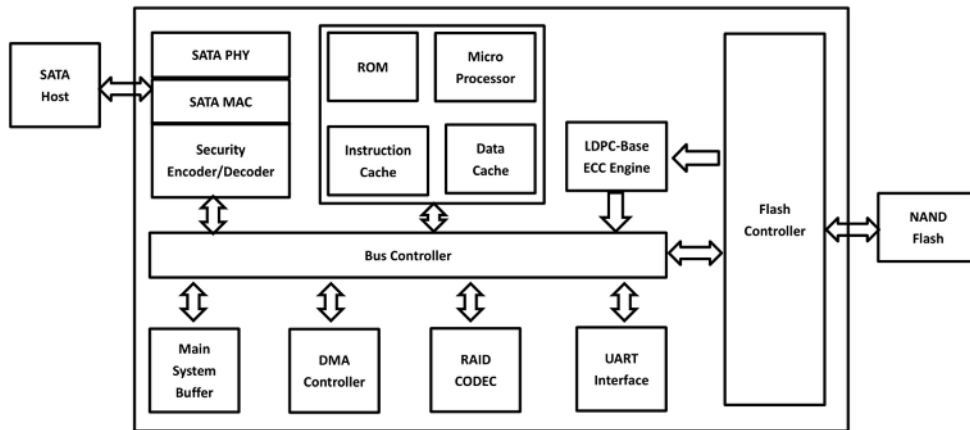 SATA
Host
SATA PHY
SATA MAC
Security
Encoder/Decoder
ROM
Micro
Processor
Instruction
Cache
Data
Cache
LDPC-Base
ECC Engine
Flash
Controller
NAND
Flash
Bus Controller
Main
System
Buffer
DMA
Controller
RAID
CODEC
UART
Interface